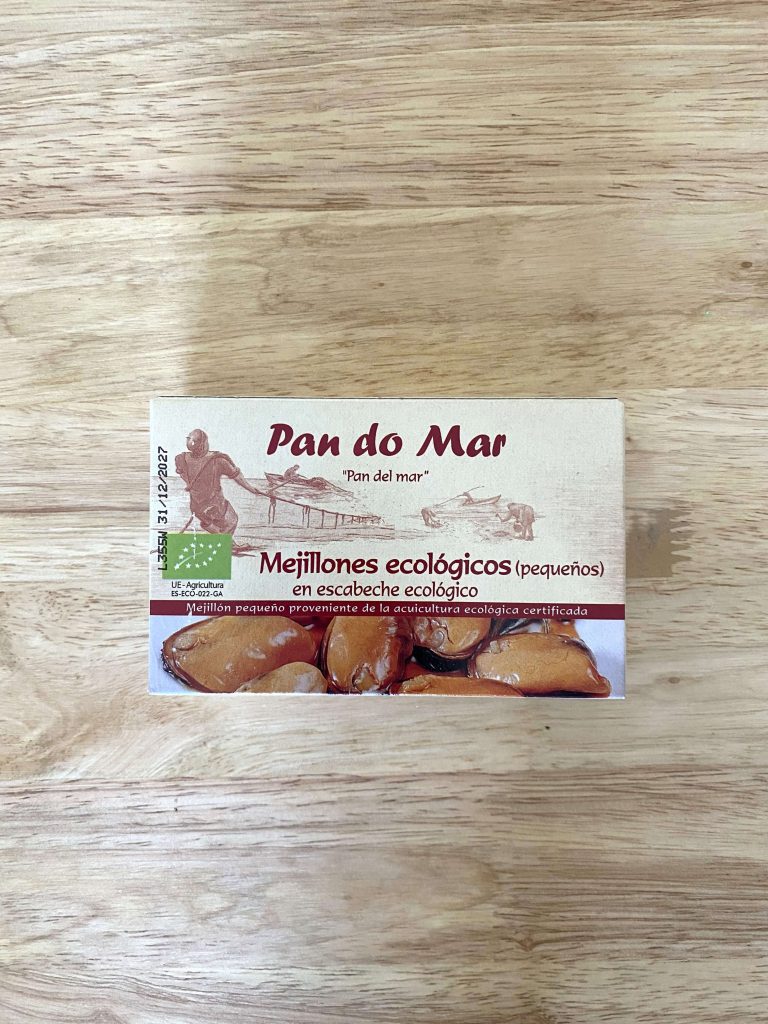 Pan do Mar
"Pan del mar"
L355W 31/12/2027
Mejillones ecológicos (pequeños)
en escabeche ecológico
UE-Agricultura
ES-ECO-022-GA
Mejillón pequeño proveniente de la acuicultura ecológica certificada